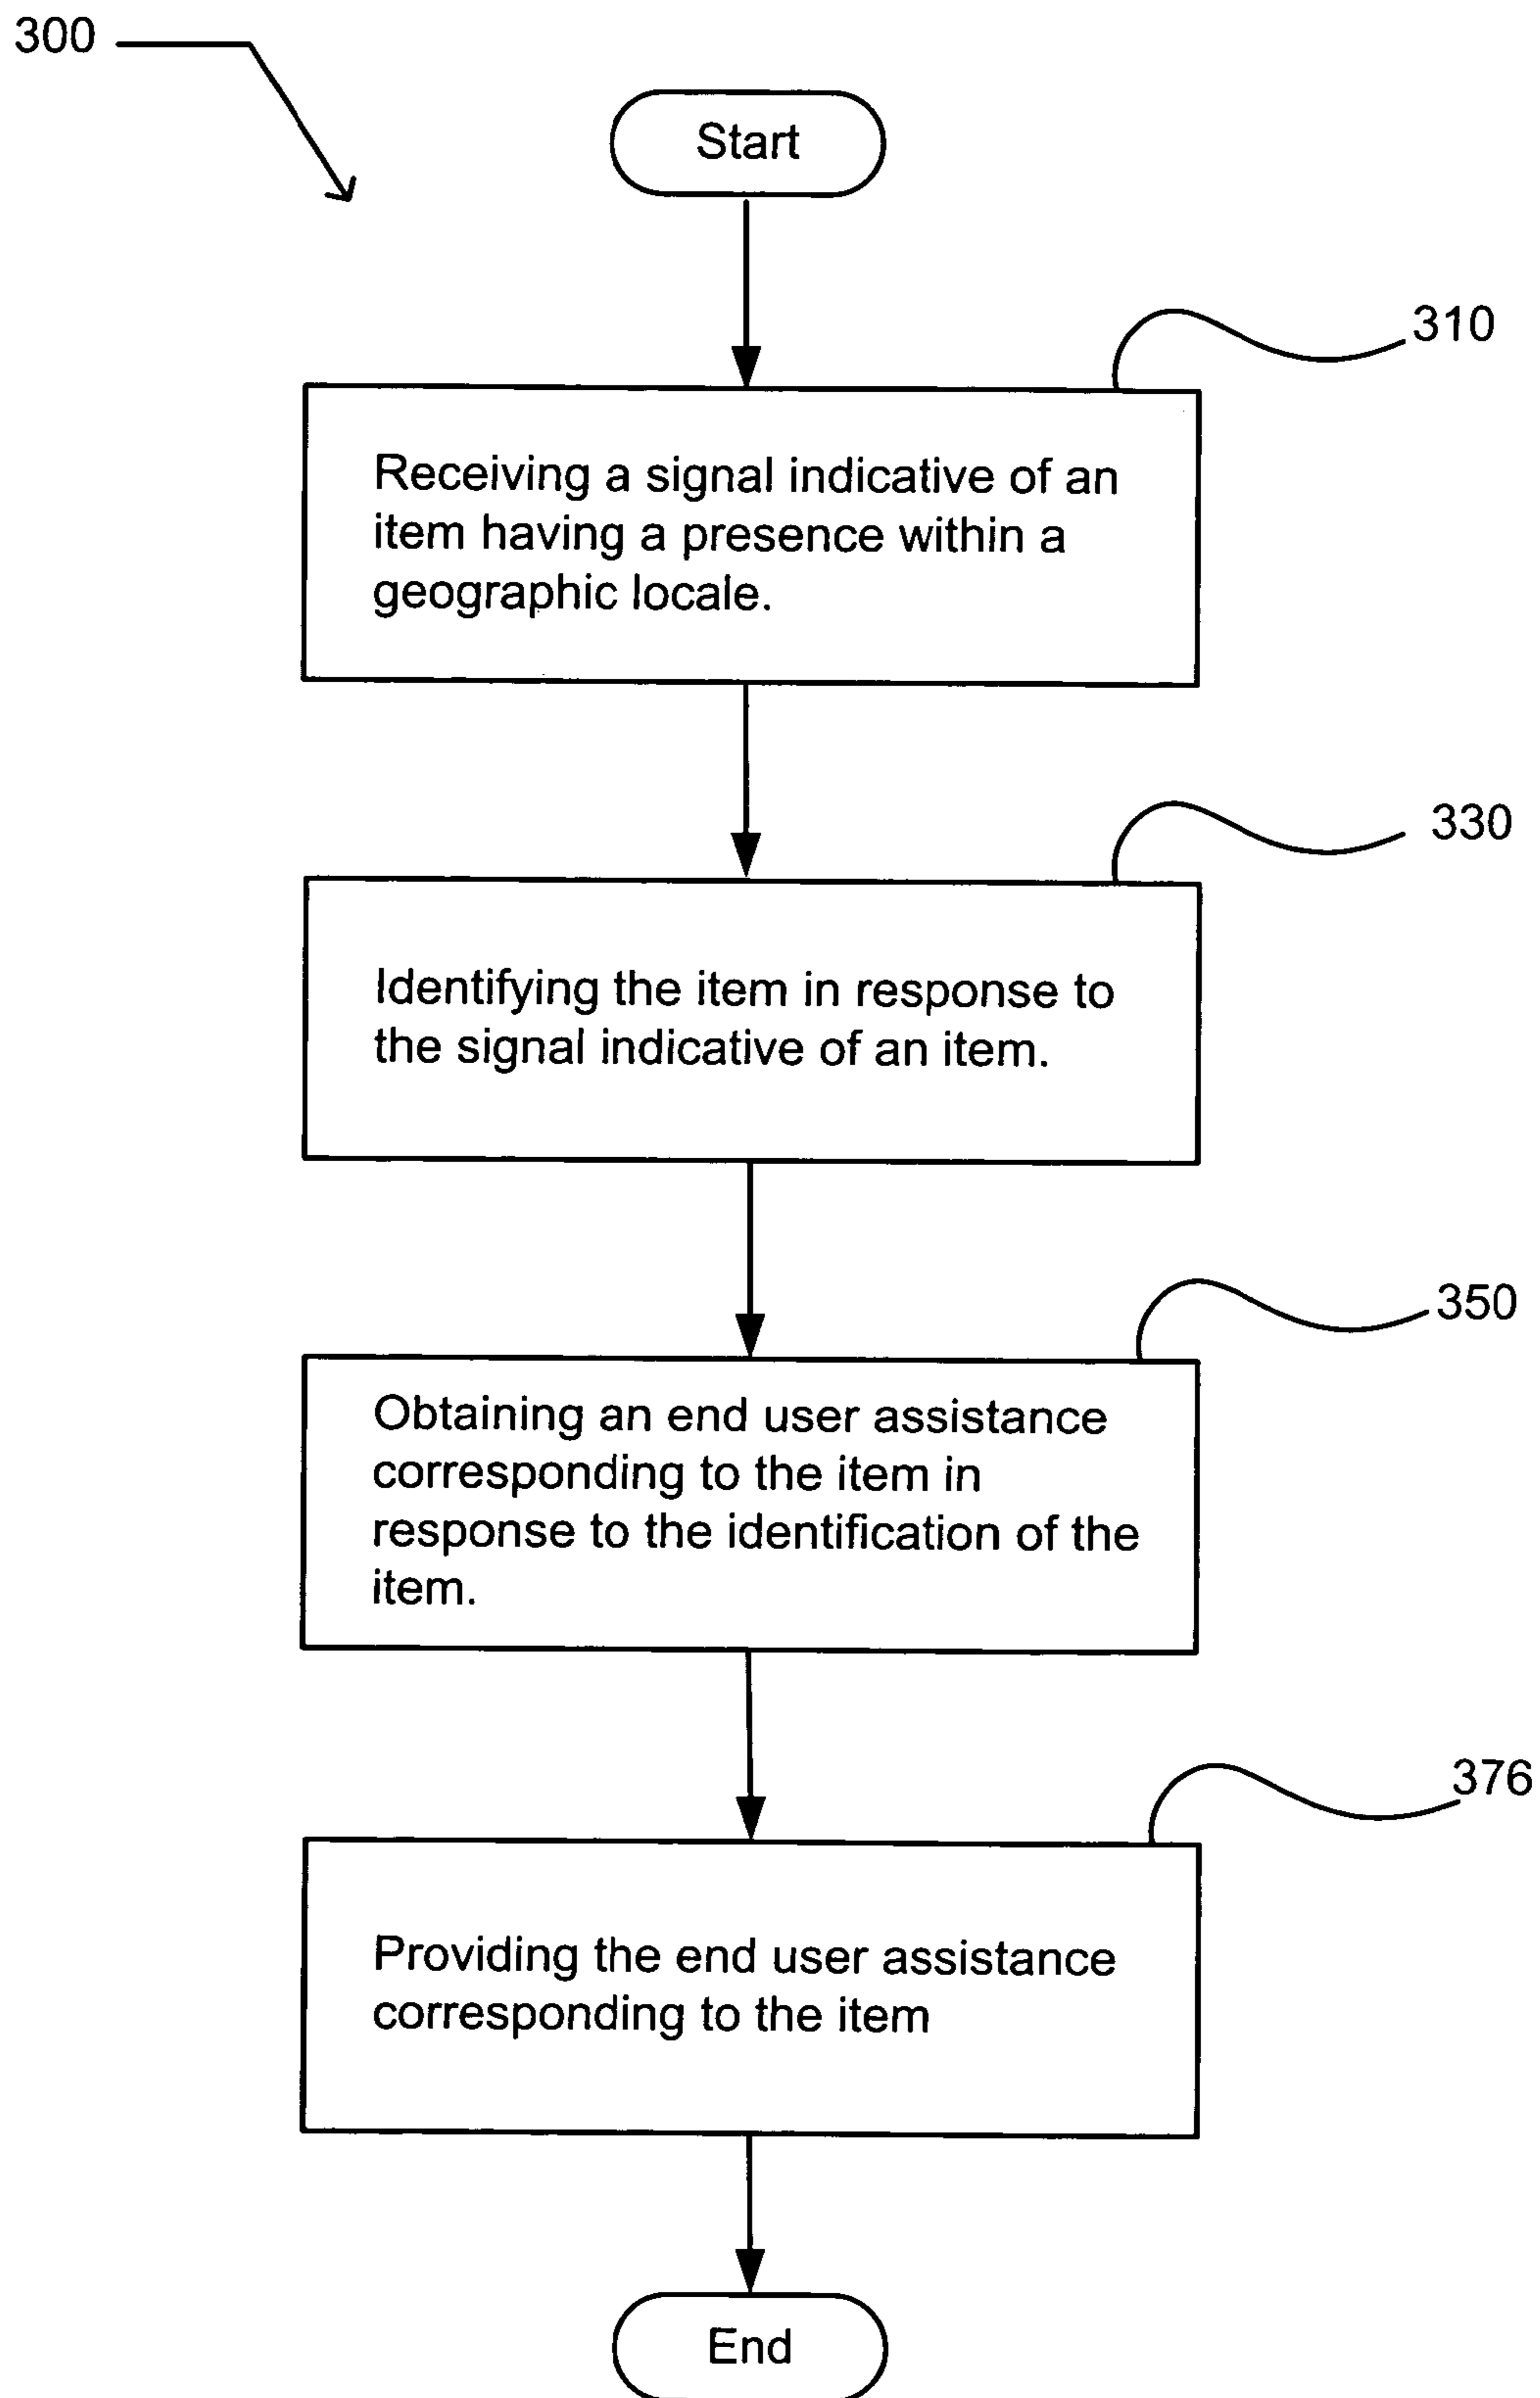 300
Start
310
Receiving a signal indicative of an
item having a presence within a
geographic locale.
330
Identifying the item in response to
the signal indicative of an item.
350
Obtaining an end user assistance
corresponding to the item in
response to the identification of the
item.
376
Providing the end user assistance
corresponding to the item
End